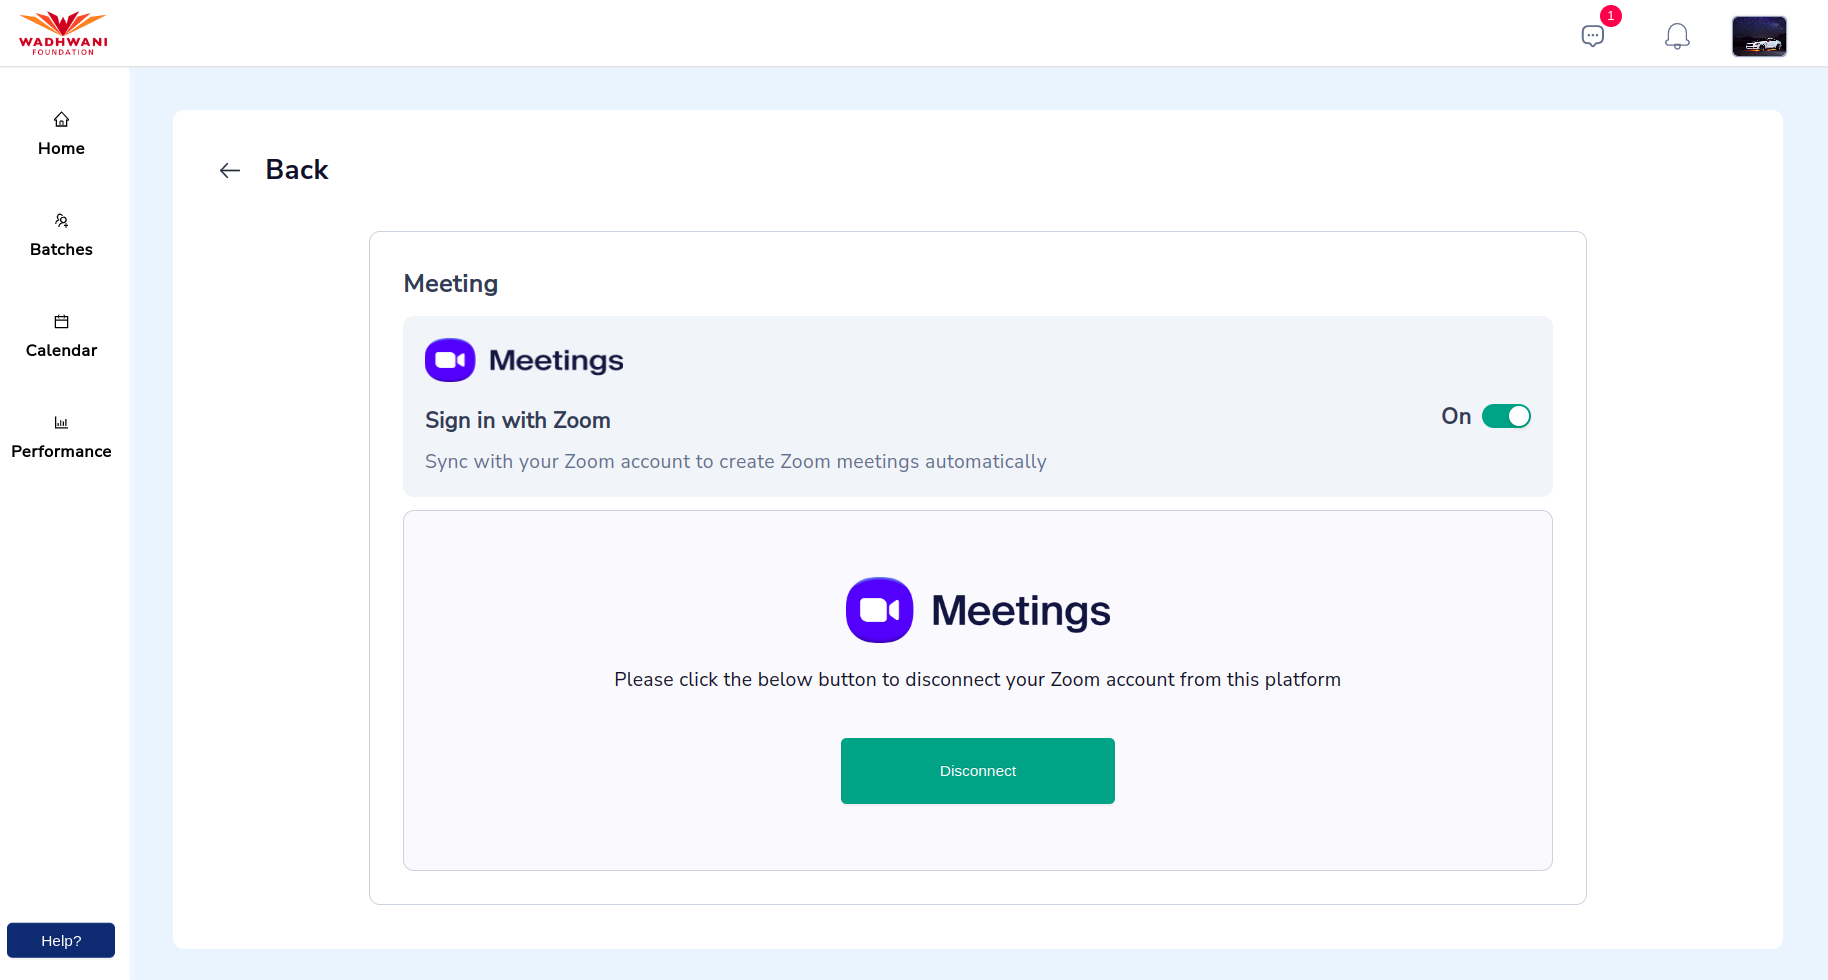 WADHWANI
FOUNDATION
1
Home
Batches
Calendar
Performance
Help?
Back
Meeting
Meetings
Sign in with Zoom
On
Sync with your Zoom account to create Zoom meetings automatically
Meetings
Please click the below button to disconnect your Zoom account from this platform
Disconnect